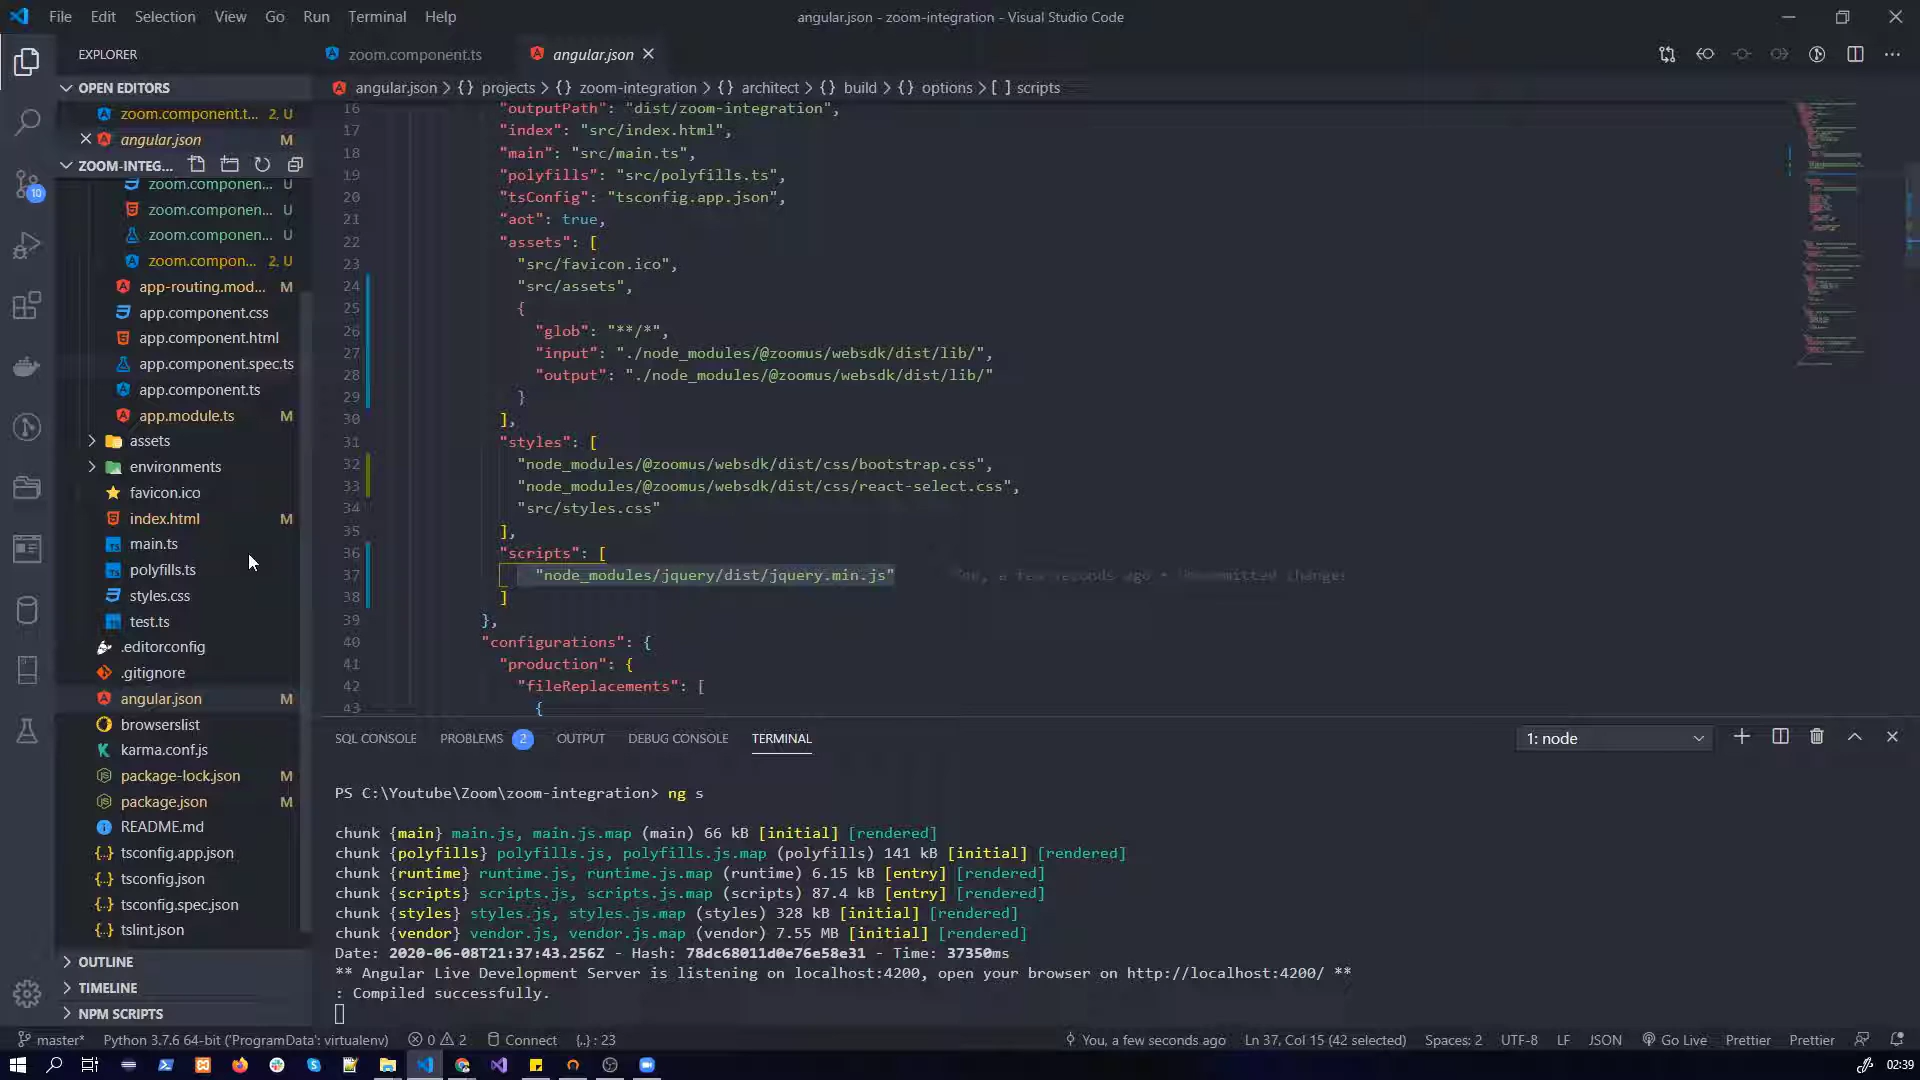 File Edit Selection View Go Run Terminal Help
angular.json - zoom-integration - Visual Studio Code
EXPLORER
OPEN EDITORS
zoom.component.t... 2, U
angular.json M
ZOOM-INTEG...
zoom.componen... U
zoom.componen... U
zoom.componen... U
zoom.compon... 2, U
app-routing.mod... M
app.component.css
app.component.html
app.component.spec.ts
app.component.ts
app.module.ts M
assets
environments
favicon.ico
index.html M
main.ts
polyfills.ts
styles.css
test.ts
.editorconfig
.gitignore
angular.json M
browserslist
karma.conf.js
package-lock.json M
package.json M
README.md
tsconfig.app.json
tsconfig.json
tsconfig.spec.json
tslint.json
OUTLINE
TIMELINE
NPM SCRIPTS
10
zoom.component.ts
angular.json
angular.json > {} projects > {} zoom-integration > {} architect > {} build > {} options > [ ] scripts
16 "outputPath": "dist/zoom-integration",
17 "index": "src/index.html",
18 "main": "src/main.ts",
19 "polyfills": "src/polyfills.ts",
20 "tsConfig": "tsconfig.app.json",
21 "aot": true,
22 "assets": [
23 "src/favicon.ico",
24 "src/assets",
25 {
26 "glob": "**/*",
27 "input": "./node_modules/@zoomus/websdk/dist/lib/",
28 "output": "./node_modules/@zoomus/websdk/dist/lib/"
29 }
30 ],
31 "styles": [
32 "node_modules/@zoomus/websdk/dist/css/bootstrap.css",
33 "node_modules/@zoomus/websdk/dist/css/react-select.css",
34 "src/styles.css"
35 ],
36 "scripts": [
37 "node_modules/jquery/dist/jquery.min.js" You, a few seconds ago • Uncommitted changes
38 ]
39 },
40 "configurations": {
41 "production": {
42 "fileReplacements": [
43 {
SQL CONSOLE PROBLEMS 2 OUTPUT DEBUG CONSOLE TERMINAL
1: node
PS C:\Youtube\Zoom\zoom-integration> ng s
chunk {main} main.js, main.js.map (main) 66 kB [initial] [rendered]
chunk {polyfills} polyfills.js, polyfills.js.map (polyfills) 141 kB [initial] [rendered]
chunk {runtime} runtime.js, runtime.js.map (runtime) 6.15 kB [entry] [rendered]
chunk {scripts} scripts.js, scripts.js.map (scripts) 87.4 kB [entry] [rendered]
chunk {styles} styles.js, styles.js.map (styles) 328 kB [initial] [rendered]
chunk {vendor} vendor.js, vendor.js.map (vendor) 7.55 MB [initial] [rendered]
Date: 2020-06-08T21:37:43.256Z - Hash: 78dc68011d0e76e58e31 - Time: 37350ms
** Angular Live Development Server is listening on localhost:4200, open your browser on http://localhost:4200/ **
: Compiled successfully.
master* Python 3.7.6 64-bit ('ProgramData': virtualenv) 0 2 Connect {..} : 23
You, a few seconds ago Ln 37, Col 15 (42 selected) Spaces: 2 UTF-8 LF JSON Go Live Prettier Prettier
02:39